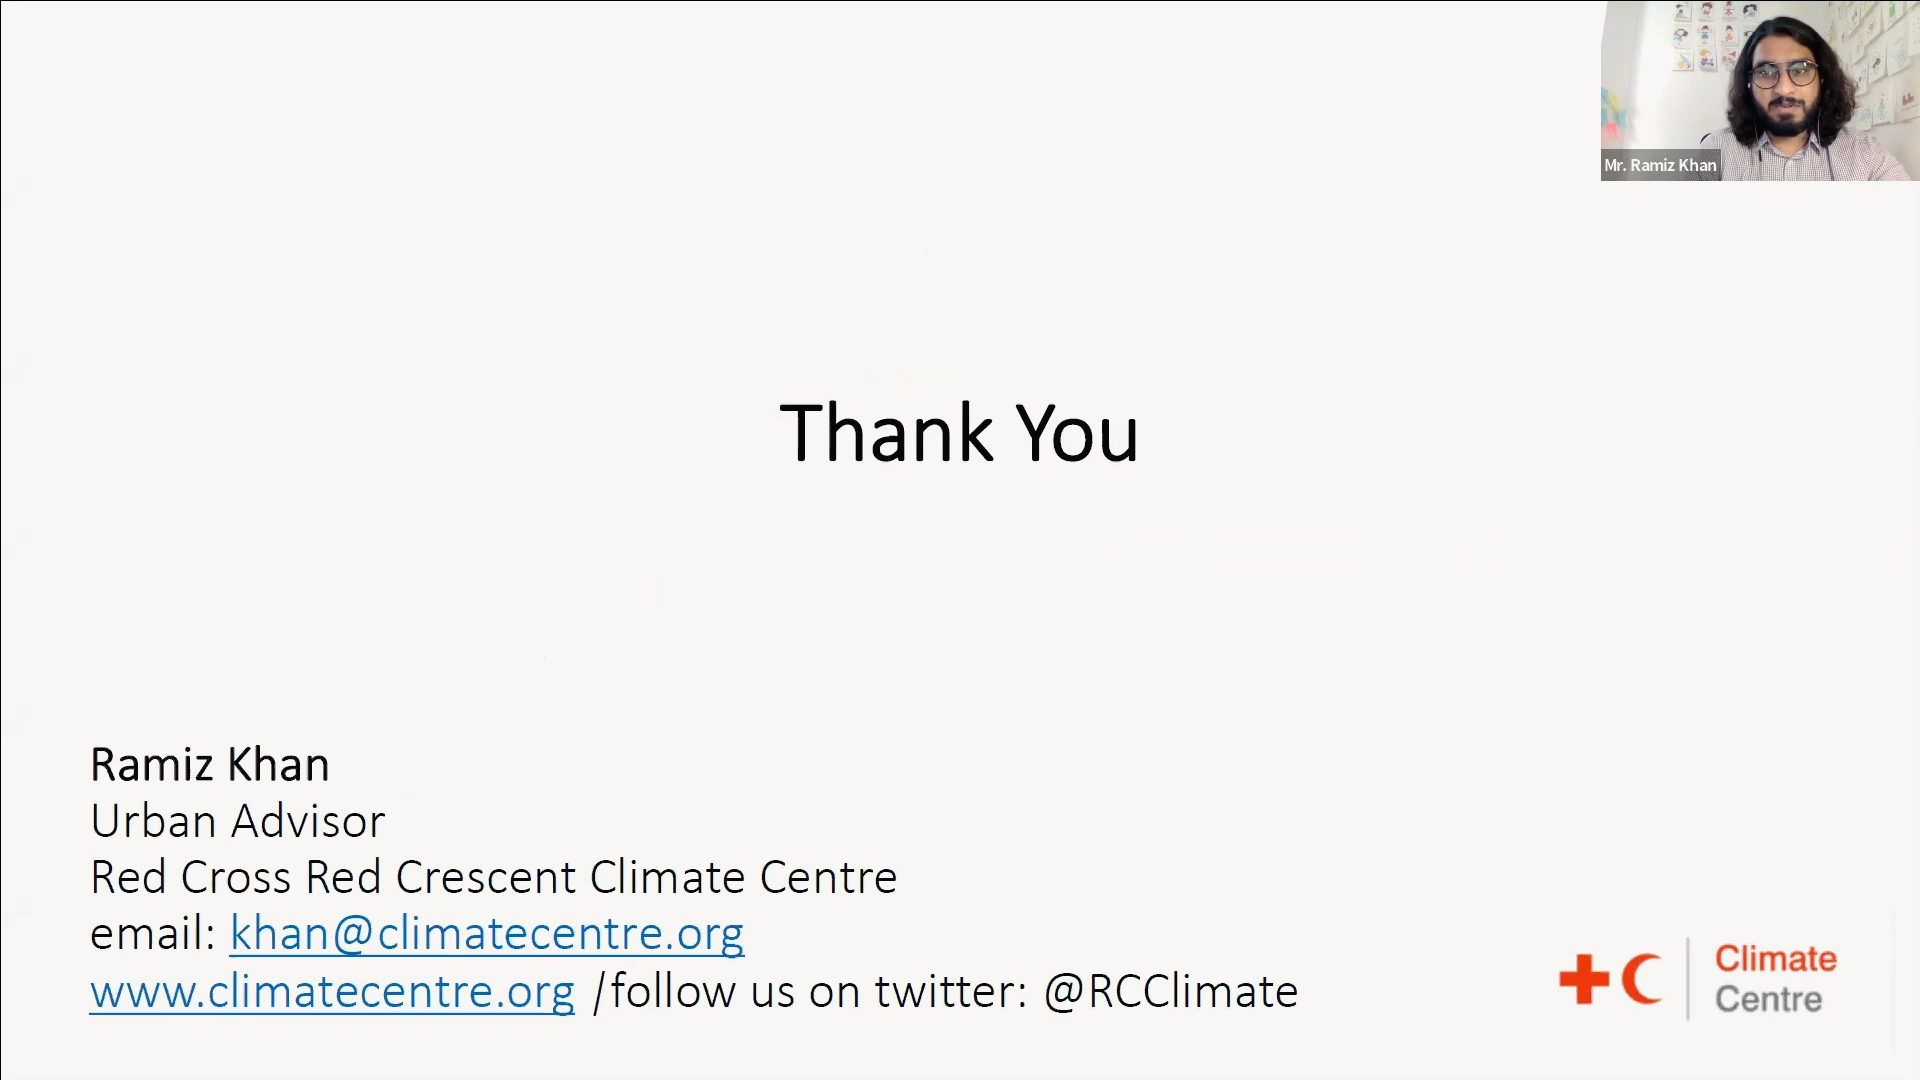 Mr. Ramiz Khan
Thank You
Ramiz Khan
Urban Advisor
Red Cross Red Crescent Climate Centre
email: khan@climatecentre.org
www.climatecentre.org /follow us on twitter: @RCClimate
Climate
Centre